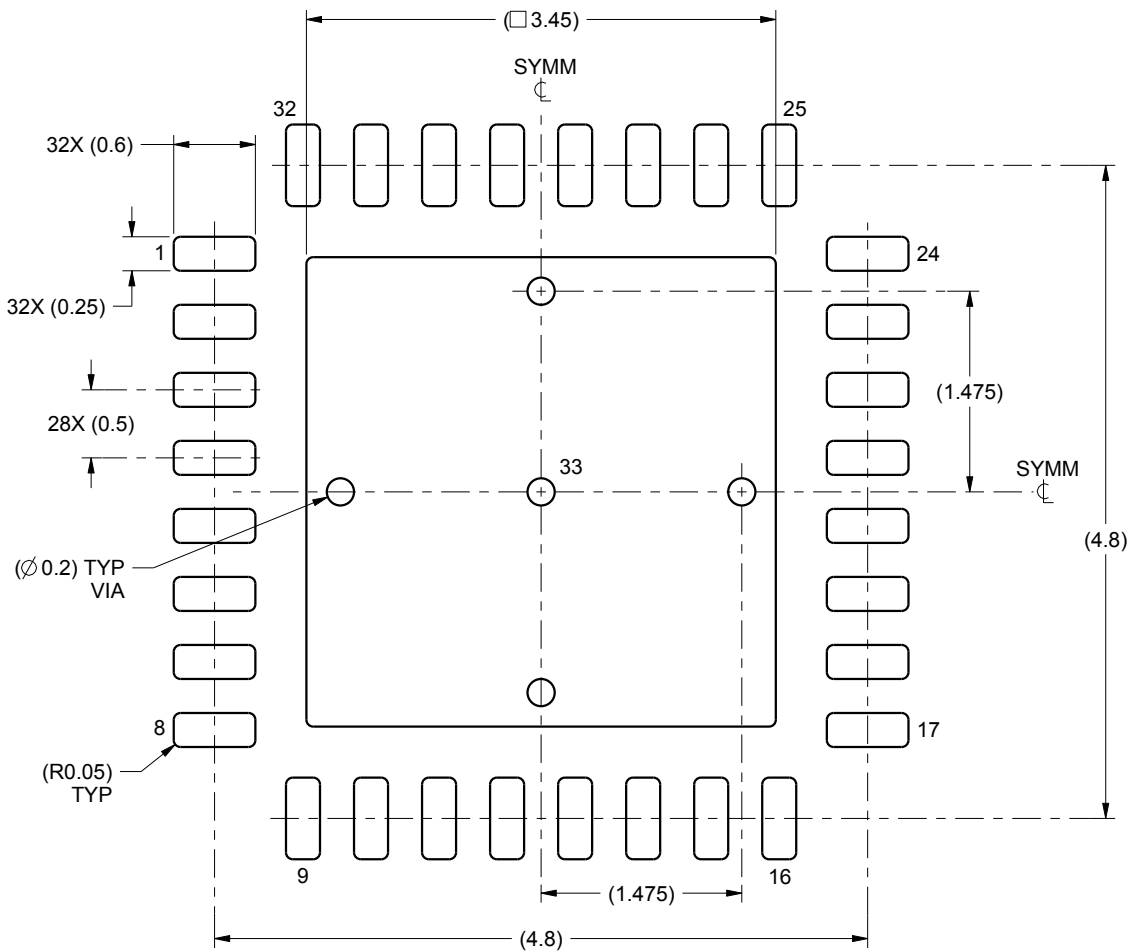 (□ 3.45)
SYMM
℄
32
25
32X (0.6)
1
24
32X (0.25)
(1.475)
28X (0.5)
33
SYMM
℄
(4.8)
(∅ 0.2) TYP
VIA
8
17
(R0.05)
TYP
9
16
(1.475)
(4.8)